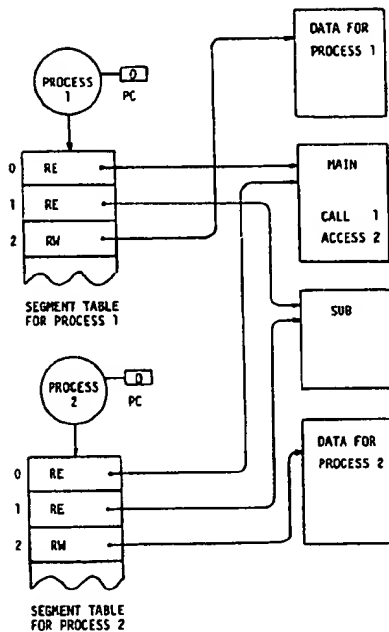 DATA FOR
PROCESS 1
PROCESS
1
0
PC
0 RE
1 RE
2 RW
MAIN
CALL 1
ACCESS 2
SEGMENT TABLE
FOR PROCESS 1
SUB
PROCESS
2
0
PC
DATA FOR
PROCESS 2
0 RE
1 RE
2 RW
SEGMENT TABLE
FOR PROCESS 2